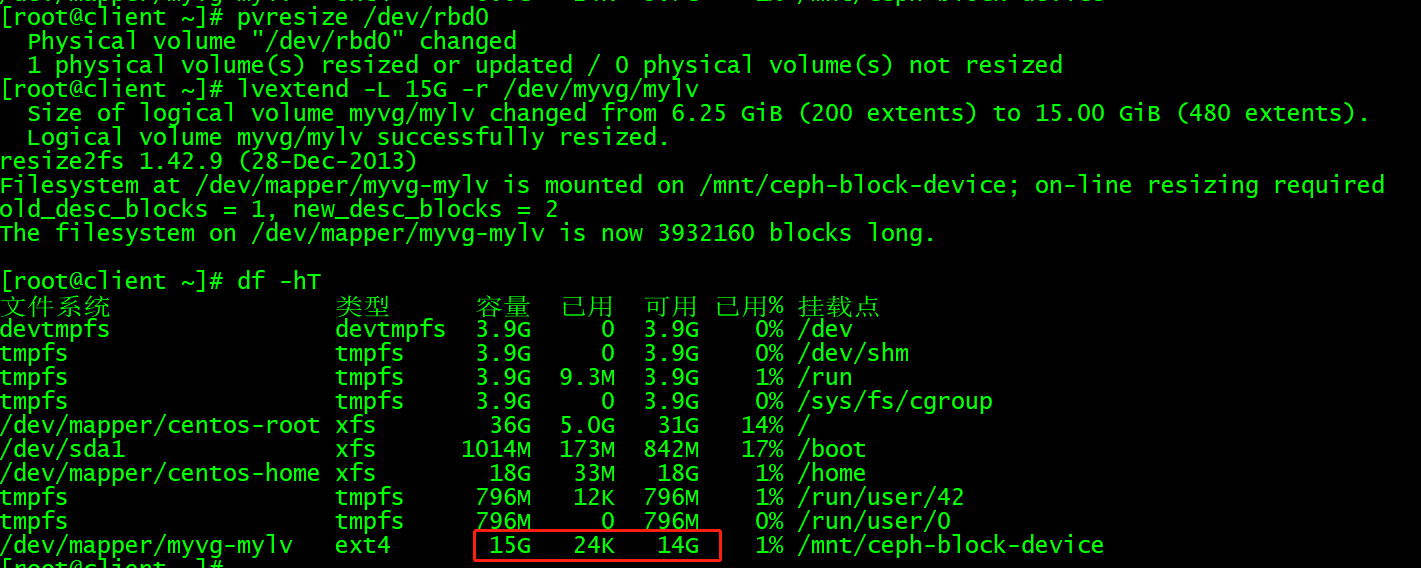 [root@client ~]# pvresize /dev/rbd0
  Physical volume "/dev/rbd0" changed
  1 physical volume(s) resized or updated / 0 physical volume(s) not resized
[root@client ~]# lvextend -L 15G -r /dev/myvg/mylv
  Size of logical volume myvg/mylv changed from 6.25 GiB (200 extents) to 15.00 GiB (480 extents).
  Logical volume myvg/mylv successfully resized.
resize2fs 1.42.9 (28-Dec-2013)
Filesystem at /dev/mapper/myvg-mylv is mounted on /mnt/ceph-block-device; on-line resizing required
old_desc_blocks = 1, new_desc_blocks = 2
The filesystem on /dev/mapper/myvg-mylv is now 3932160 blocks long.
[root@client ~]# df -hT
文件系统 类型 容量 已用 可用 已用% 挂载点
devtmpfs devtmpfs 3.9G 0 3.9G 0% /dev
tmpfs tmpfs 3.9G 0 3.9G 0% /dev/shm
tmpfs tmpfs 3.9G 9.3M 3.9G 1% /run
tmpfs tmpfs 3.9G 0 3.9G 0% /sys/fs/cgroup
/dev/mapper/centos-root xfs 36G 5.0G 31G 14% /
/dev/sda1 xfs 1014M 173M 842M 17% /boot
/dev/mapper/centos-home xfs 18G 33M 18G 1% /home
tmpfs tmpfs 796M 12K 796M 1% /run/user/42
tmpfs tmpfs 796M 0 796M 0% /run/user/0
/dev/mapper/myvg-mylv ext4 15G 24K 14G 1% /mnt/ceph-block-device
[root@client ~]#